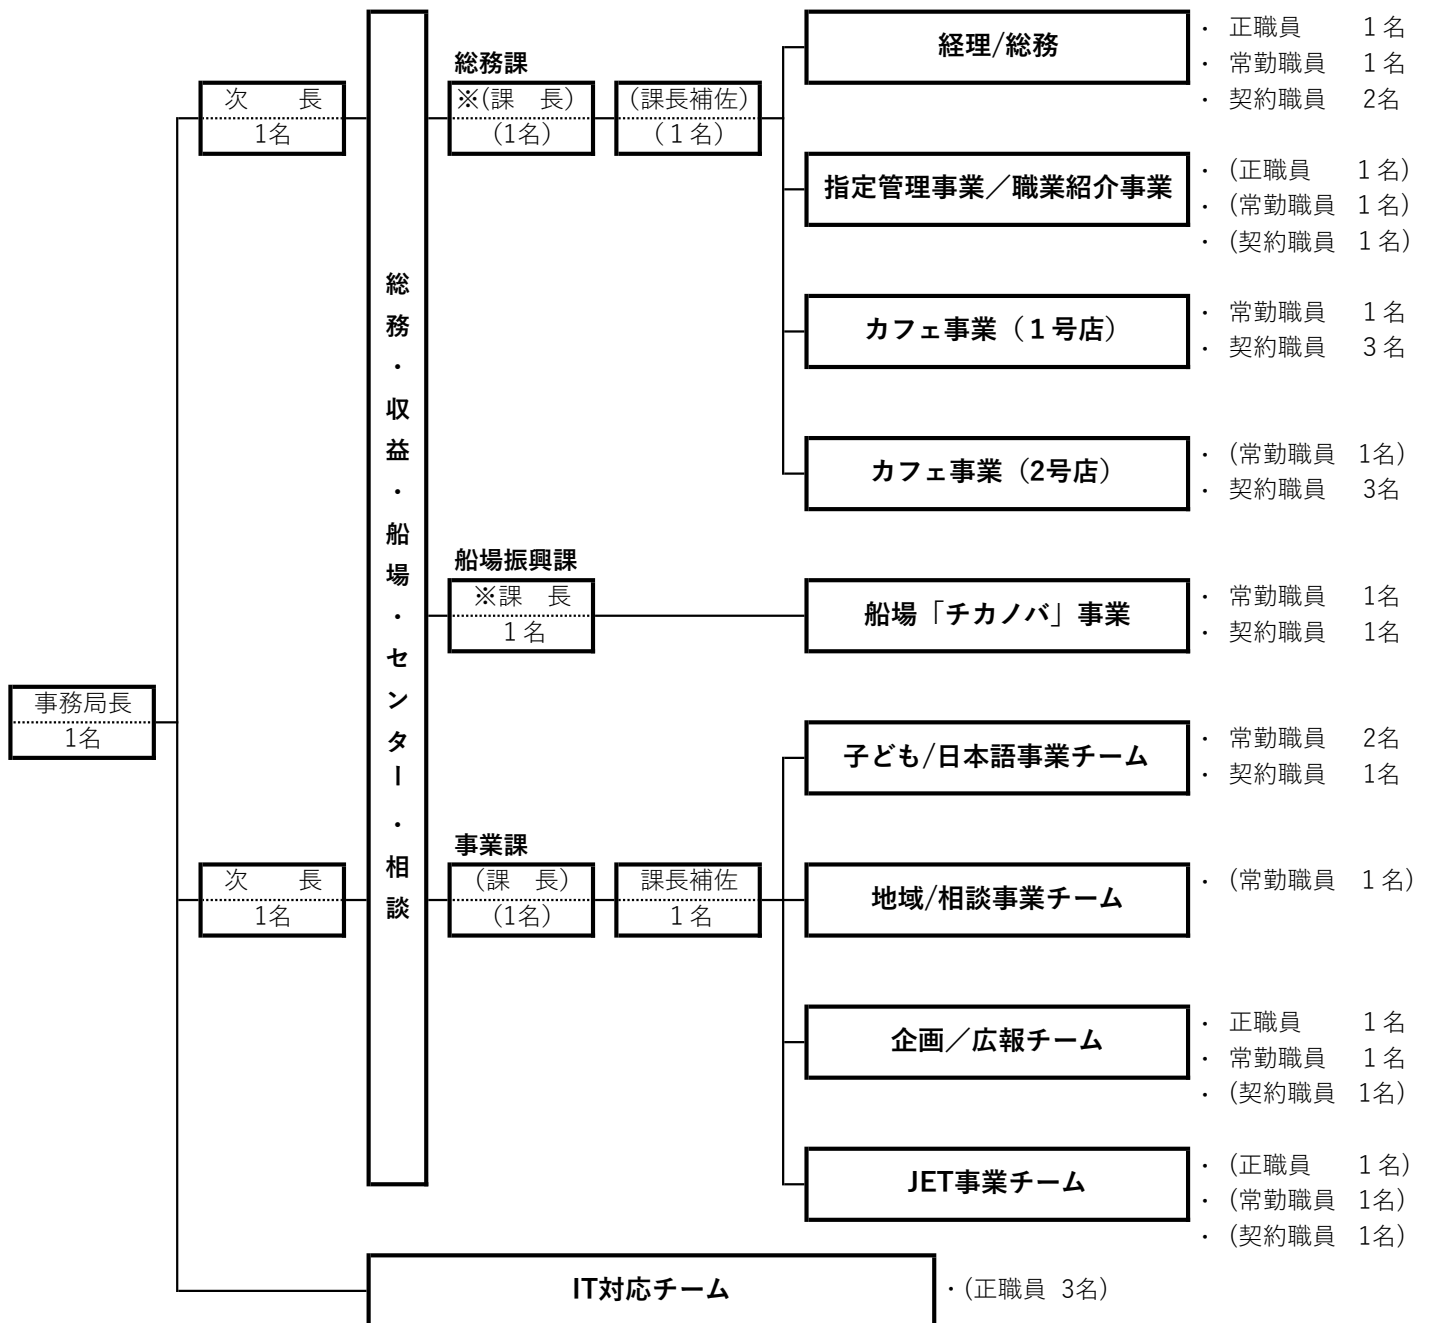 経理/総務
・ 正職員 １名
・ 常勤職員 １名
・ 契約職員 2名
総務課
次　長
1名
※(課　長)
(1名)
(課長補佐)
(１名)
指定管理事業／職業紹介事業
・ (正職員 １名)
・ (常勤職員 １名)
・ (契約職員 １名)
総務・収益・船場・センター・相談
カフェ事業（１号店）
・ 常勤職員 １名
・ 契約職員 ３名
カフェ事業（2号店）
・ (常勤職員 1名)
・ 契約職員 3名
船場振興課
※課　長
１名
船場「チカノバ」事業
・ 常勤職員 1名
・ 契約職員 1名
事務局長
1名
子ども/日本語事業チーム
・ 常勤職員 2名
・ 契約職員 1名
事業課
次　長
1名
(課　長)
(1名)
課長補佐
１名
地域/相談事業チーム
・ (常勤職員 １名)
企画／広報チーム
・ 正職員 １名
・ 常勤職員 １名
・ (契約職員 1名)
JET事業チーム
・ (正職員 １名)
・ (常勤職員 1名)
・ (契約職員 1名)
IT対応チーム
・(正職員 3名)